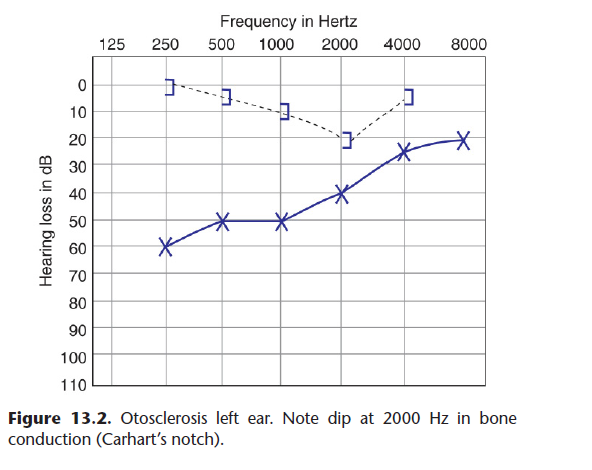 Frequency in Hertz
125 250 500 1000 2000 4000 8000
Hearing loss in dB
0
10
20
30
40
50
60
70
80
90
100
110
Figure 13.2. Otosclerosis left ear. Note dip at 2000 Hz in bone
conduction (Carhart's notch).